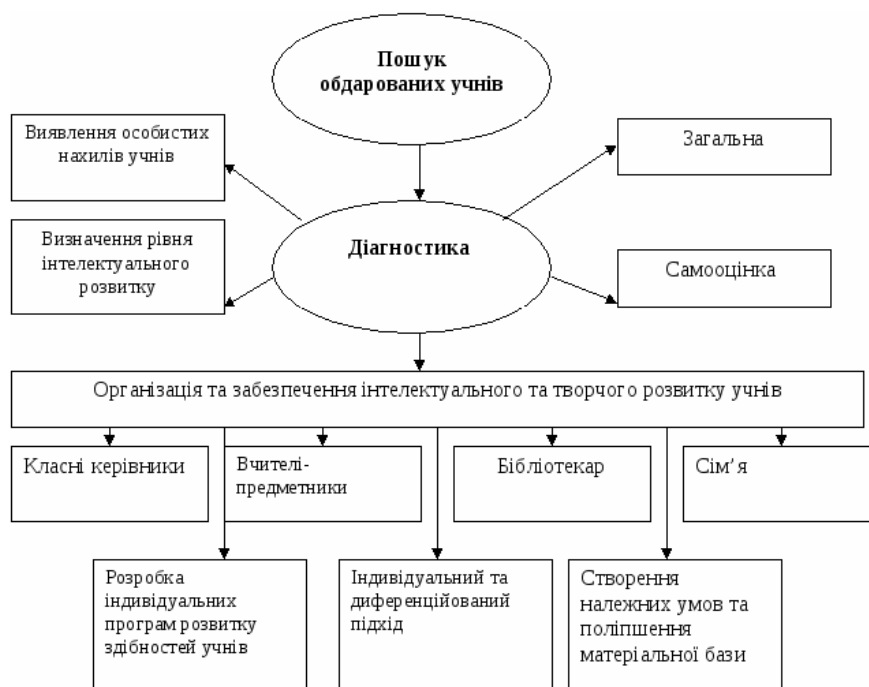 Пошук
обдарованих учнів
Виявлення особистих
нахилів учнів
Загальна
Визначення рівня
інтелектуального
розвитку
Діагностика
Самооцінка
Організація та забезпечення інтелектуального та творчого розвитку учнів
Класні керівники
Вчителі-
предметники
Бібліотекар
Сім’я
Розробка
індивідуальних
програм розвитку
здібностей учнів
Індивідуальний та
диференційований
підхід
Створення
належних умов та
поліпшення
матеріальної бази